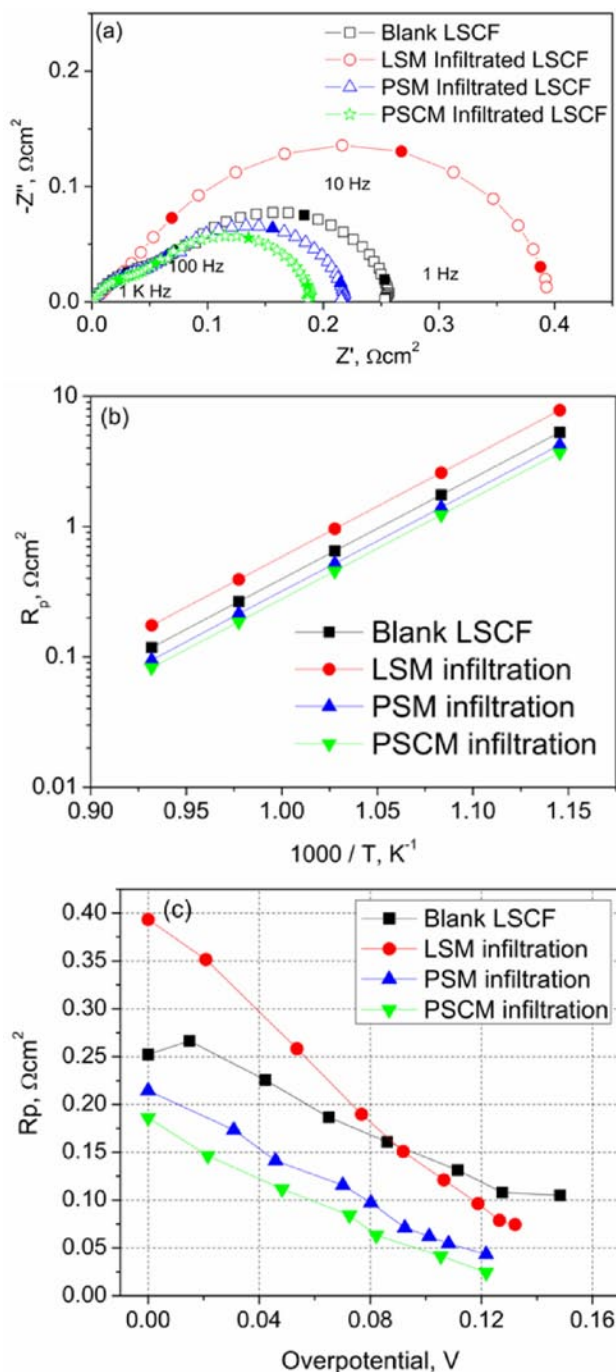 (a)
Blank LSCF
LSM Infiltrated LSCF
PSM Infiltrated LSCF
PSCM Infiltrated LSCF
0.2
0.1
0.0
-Z'', Ωcm²
10 Hz
100 Hz
1 K Hz
1 Hz
0.0 0.1 0.2 0.3 0.4
Z', Ωcm²
(b)
10
1
0.1
0.01
Rₚ, Ωcm²
Blank LSCF
LSM infiltration
PSM infiltration
PSCM infiltration
0.90 0.95 1.00 1.05 1.10 1.15
1000 / T, K⁻¹
(c)
Blank LSCF
LSM infiltration
PSM infiltration
PSCM infiltration
0.40
0.35
0.30
0.25
0.20
0.15
0.10
0.05
0.00
Rp, Ωcm²
0.00 0.04 0.08 0.12 0.16
Overpotential, V